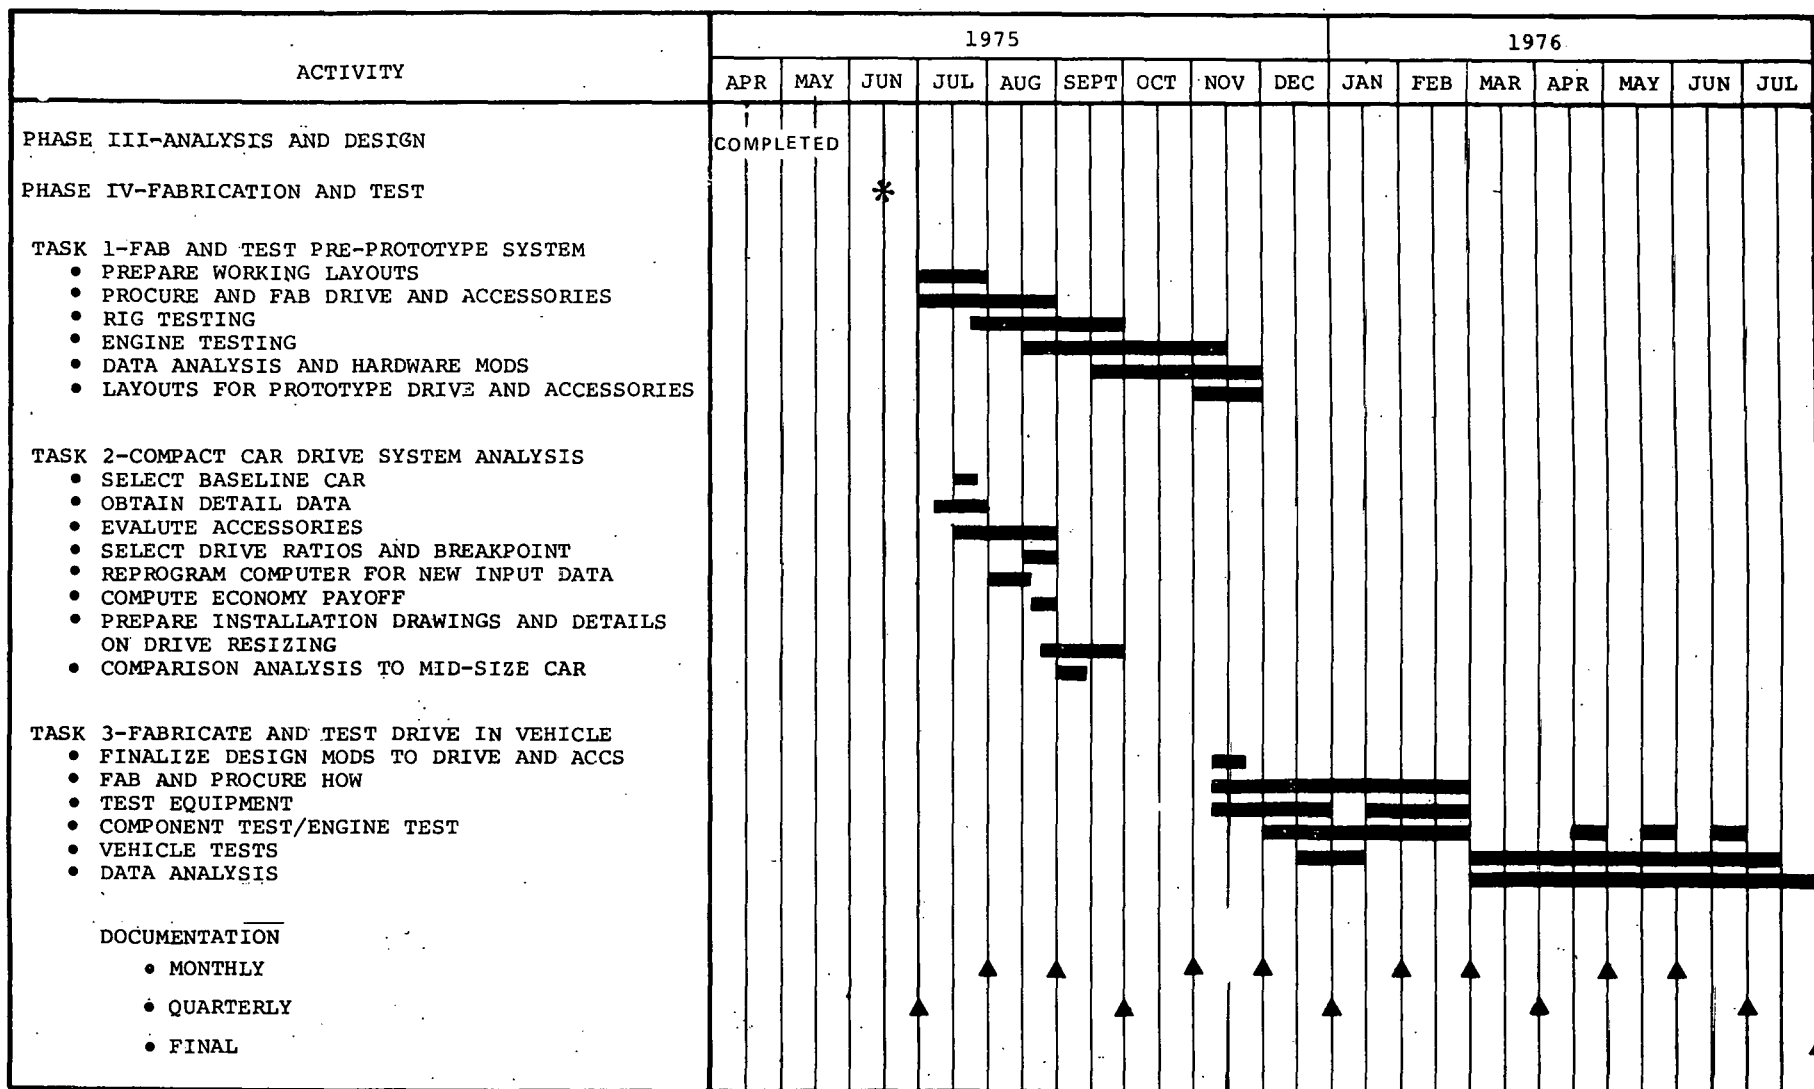 ACTIVITY
1975
1976
APR MAY JUN JUL AUG SEPT OCT NOV DEC JAN FEB MAR APR MAY JUN JUL
PHASE III-ANALYSIS AND DESIGN
COMPLETED
PHASE IV-FABRICATION AND TEST
*
TASK 1-FAB AND TEST PRE-PROTOTYPE SYSTEM
• PREPARE WORKING LAYOUTS
• PROCURE AND FAB DRIVE AND ACCESSORIES
• RIG TESTING
• ENGINE TESTING
• DATA ANALYSIS AND HARDWARE MODS
• LAYOUTS FOR PROTOTYPE DRIVE AND ACCESSORIES
TASK 2-COMPACT CAR DRIVE SYSTEM ANALYSIS
• SELECT BASELINE CAR
• OBTAIN DETAIL DATA
• EVALUTE ACCESSORIES
• SELECT DRIVE RATIOS AND BREAKPOINT
• REPROGRAM COMPUTER FOR NEW INPUT DATA
• COMPUTE ECONOMY PAYOFF
• PREPARE INSTALLATION DRAWINGS AND DETAILS
ON DRIVE RESIZING
• COMPARISON ANALYSIS TO MID-SIZE CAR
TASK 3-FABRICATE AND TEST DRIVE IN VEHICLE
• FINALIZE DESIGN MODS TO DRIVE AND ACCS
• FAB AND PROCURE HOW
• TEST EQUIPMENT
• COMPONENT TEST/ENGINE TEST
• VEHICLE TESTS
• DATA ANALYSIS
DOCUMENTATION
• MONTHLY
• QUARTERLY
• FINAL